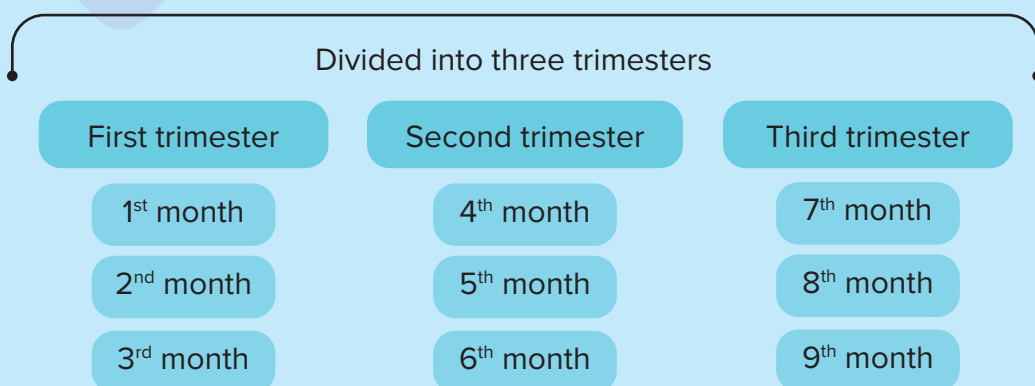 Divided into three trimesters
First trimester
1st month
2nd month
3rd month
Second trimester
4th month
5th month
6th month
Third trimester
7th month
8th month
9th month